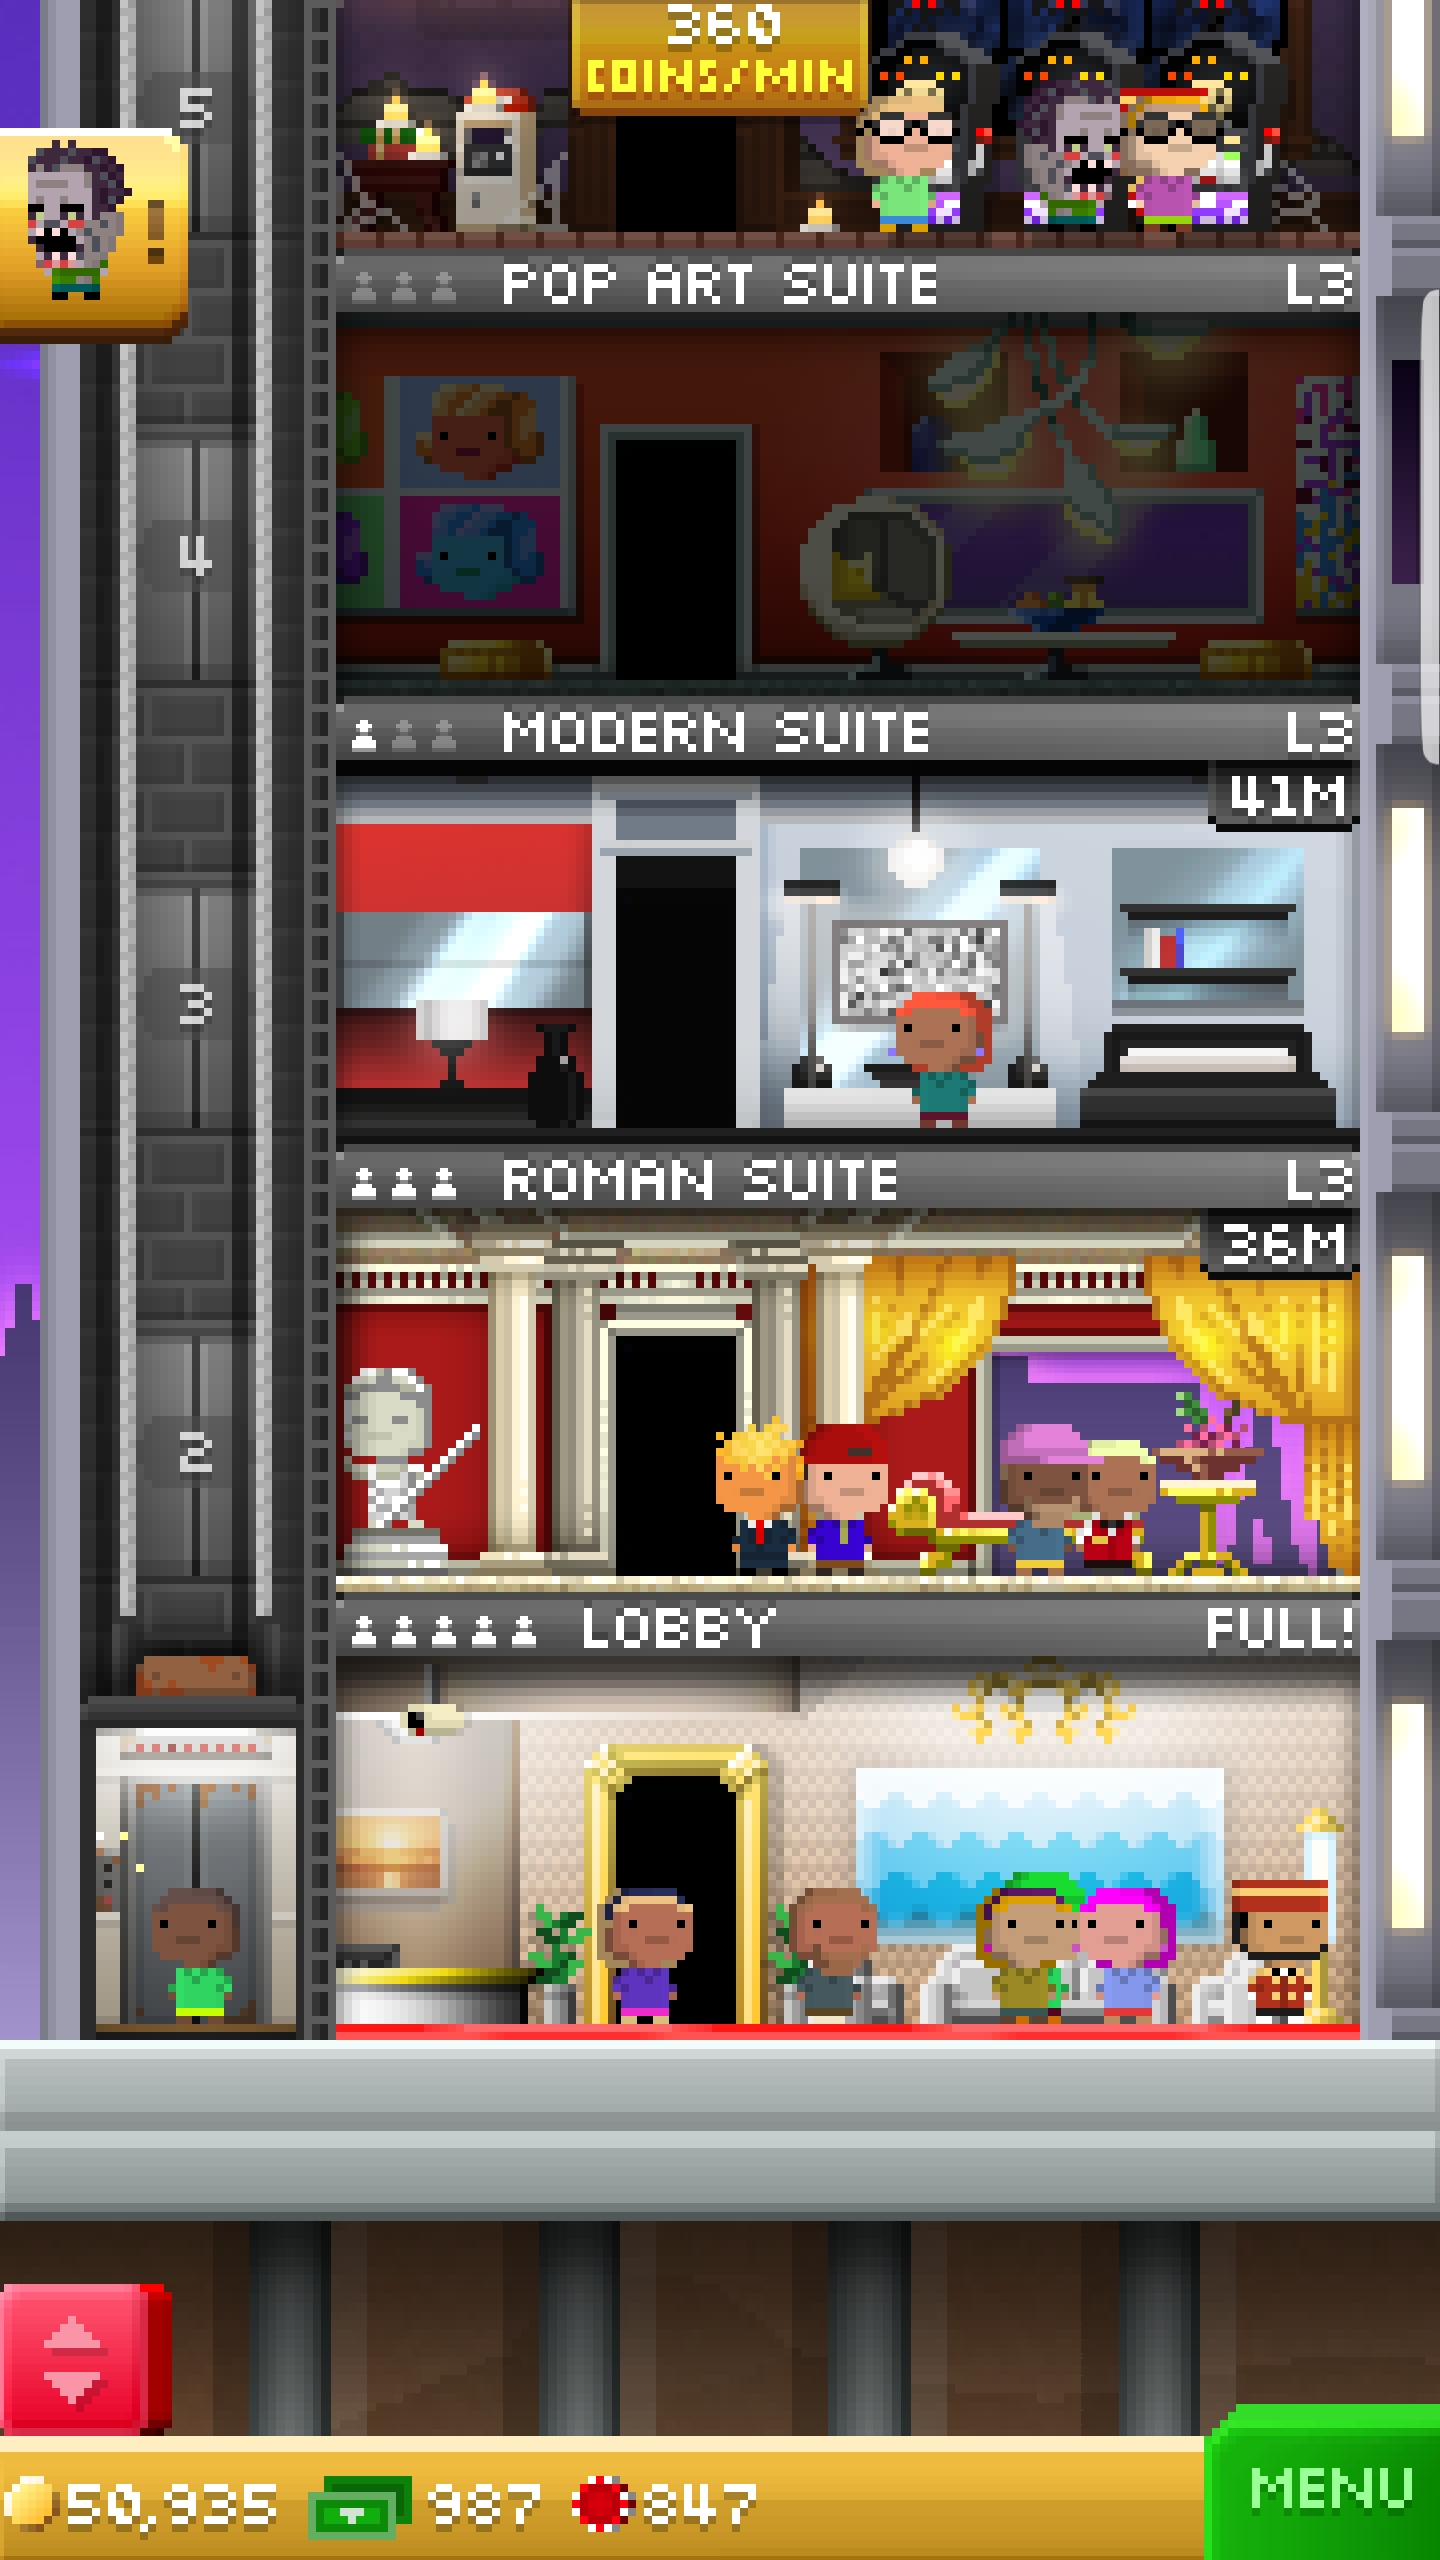 360
COINS/MIN
5
!
POP ART SUITE L3
4
MODERN SUITE L3
41M
3
ROMAN SUITE L3
36M
2
LOBBY FULL!
50,935 987 847
MENU